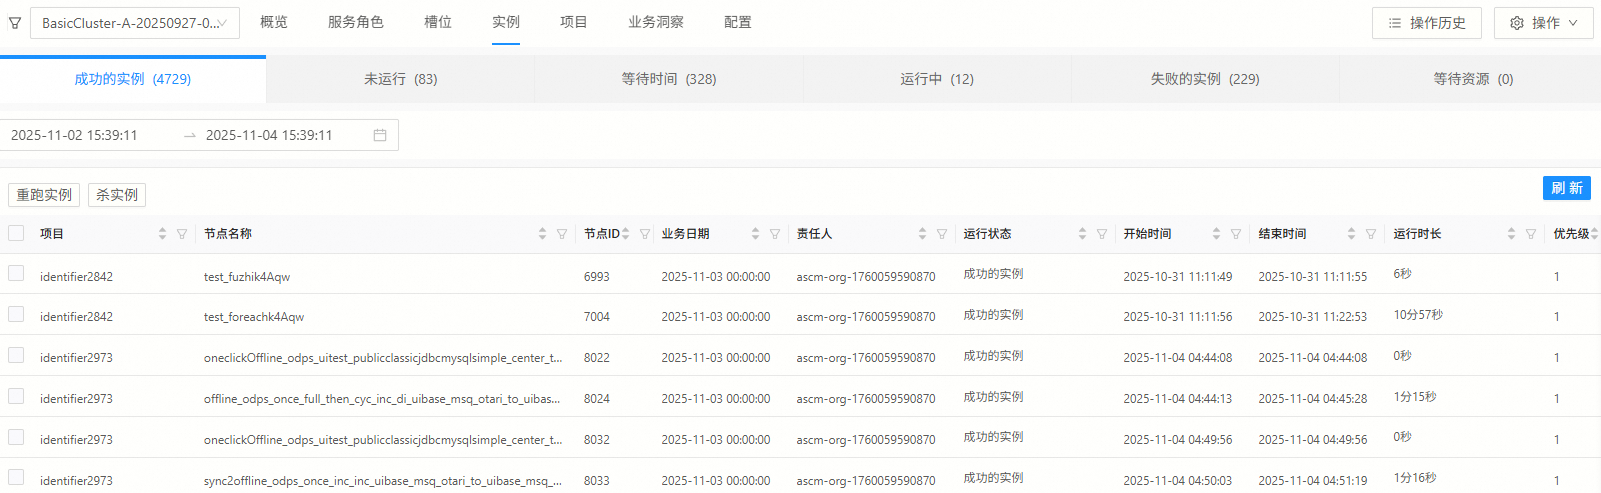 BasicCluster-A-20250927-0... 概览 服务角色 槽位 实例 项目 业务洞察 配置 操作历史 操作
成功的实例 (4729) 未运行 (83) 等待时间 (328) 运行中 (12) 失败的实例 (229) 等待资源 (0)
2025-11-02 15:39:11 → 2025-11-04 15:39:11
重跑实例 杀实例 刷 新
项目 节点名称 节点ID 业务日期 责任人 运行状态 开始时间 结束时间 运行时长 优先级
identifier2842 test_fuzhik4Aqw 6993 2025-11-03 00:00:00 ascm-org-1760059590870 成功的实例 2025-10-31 11:11:49 2025-10-31 11:11:55 6秒 1
identifier2842 test_foreachk4Aqw 7004 2025-11-03 00:00:00 ascm-org-1760059590870 成功的实例 2025-10-31 11:11:56 2025-10-31 11:22:53 10分57秒 1
identifier2973 oneclickOffline_odps_uitest_publicclassicjdbcmysqlsimple_center_t... 8022 2025-11-03 00:00:00 ascm-org-1760059590870 成功的实例 2025-11-04 04:44:08 2025-11-04 04:44:08 0秒 1
identifier2973 offline_odps_once_full_then_cyc_inc_di_uibase_msq_otari_to_uibas... 8024 2025-11-03 00:00:00 ascm-org-1760059590870 成功的实例 2025-11-04 04:44:13 2025-11-04 04:45:28 1分15秒 1
identifier2973 oneclickOffline_odps_uitest_publicclassicjdbcmysqlsimple_center_t... 8032 2025-11-03 00:00:00 ascm-org-1760059590870 成功的实例 2025-11-04 04:49:56 2025-11-04 04:49:56 0秒 1
identifier2973 sync2offline_odps_once_inc_inc_uibase_msq_otari_to_uibase_msq_... 8033 2025-11-03 00:00:00 ascm-org-1760059590870 成功的实例 2025-11-04 04:50:03 2025-11-04 04:51:19 1分16秒 1